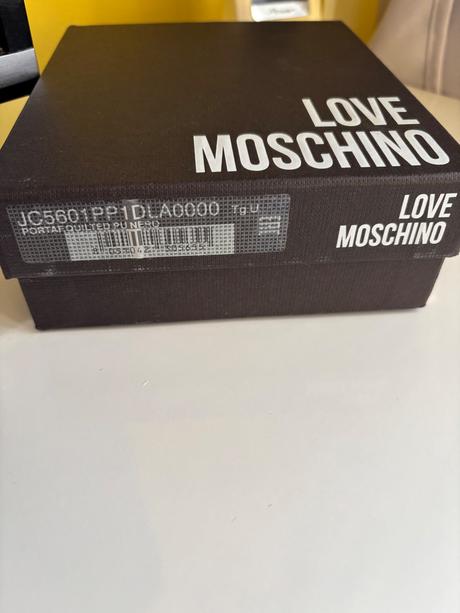 LOVE
MOSCHINO
JC5601PP1DLA0000 Tg U
PORTAF.QUILTED PU NERO
LOVE
MOSCHINO